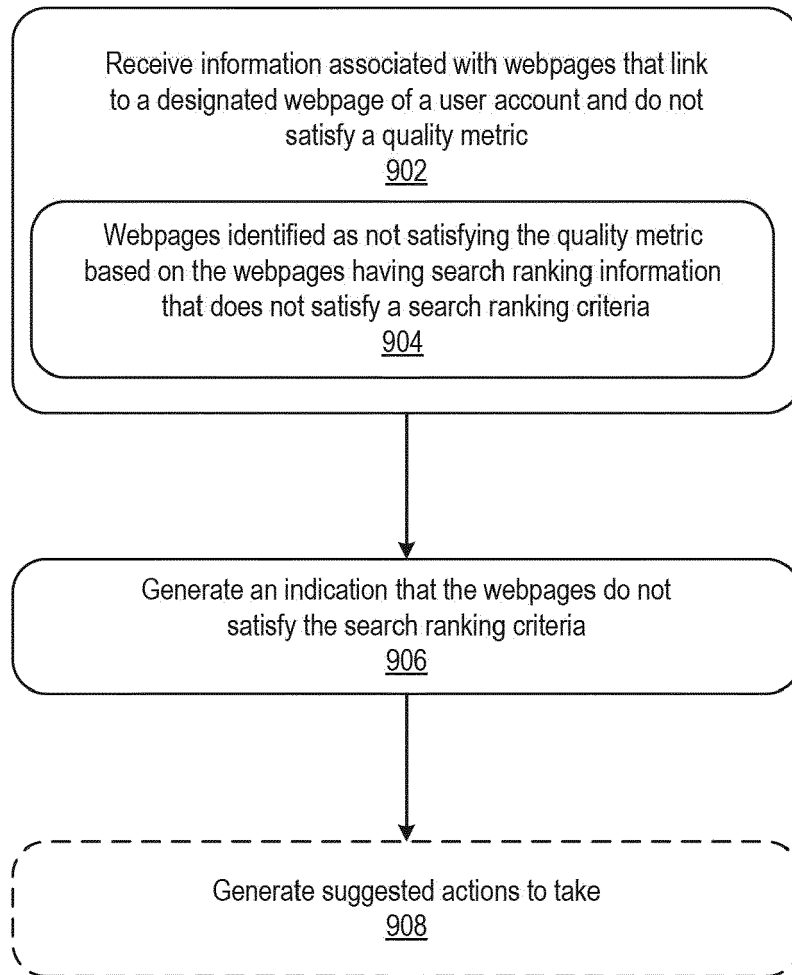 Receive information associated with webpages that link
to a designated webpage of a user account and do not
satisfy a quality metric
902
Webpages identified as not satisfying the quality metric
based on the webpages having search ranking information
that does not satisfy a search ranking criteria
904
Generate an indication that the webpages do not
satisfy the search ranking criteria
906
Generate suggested actions to take
908